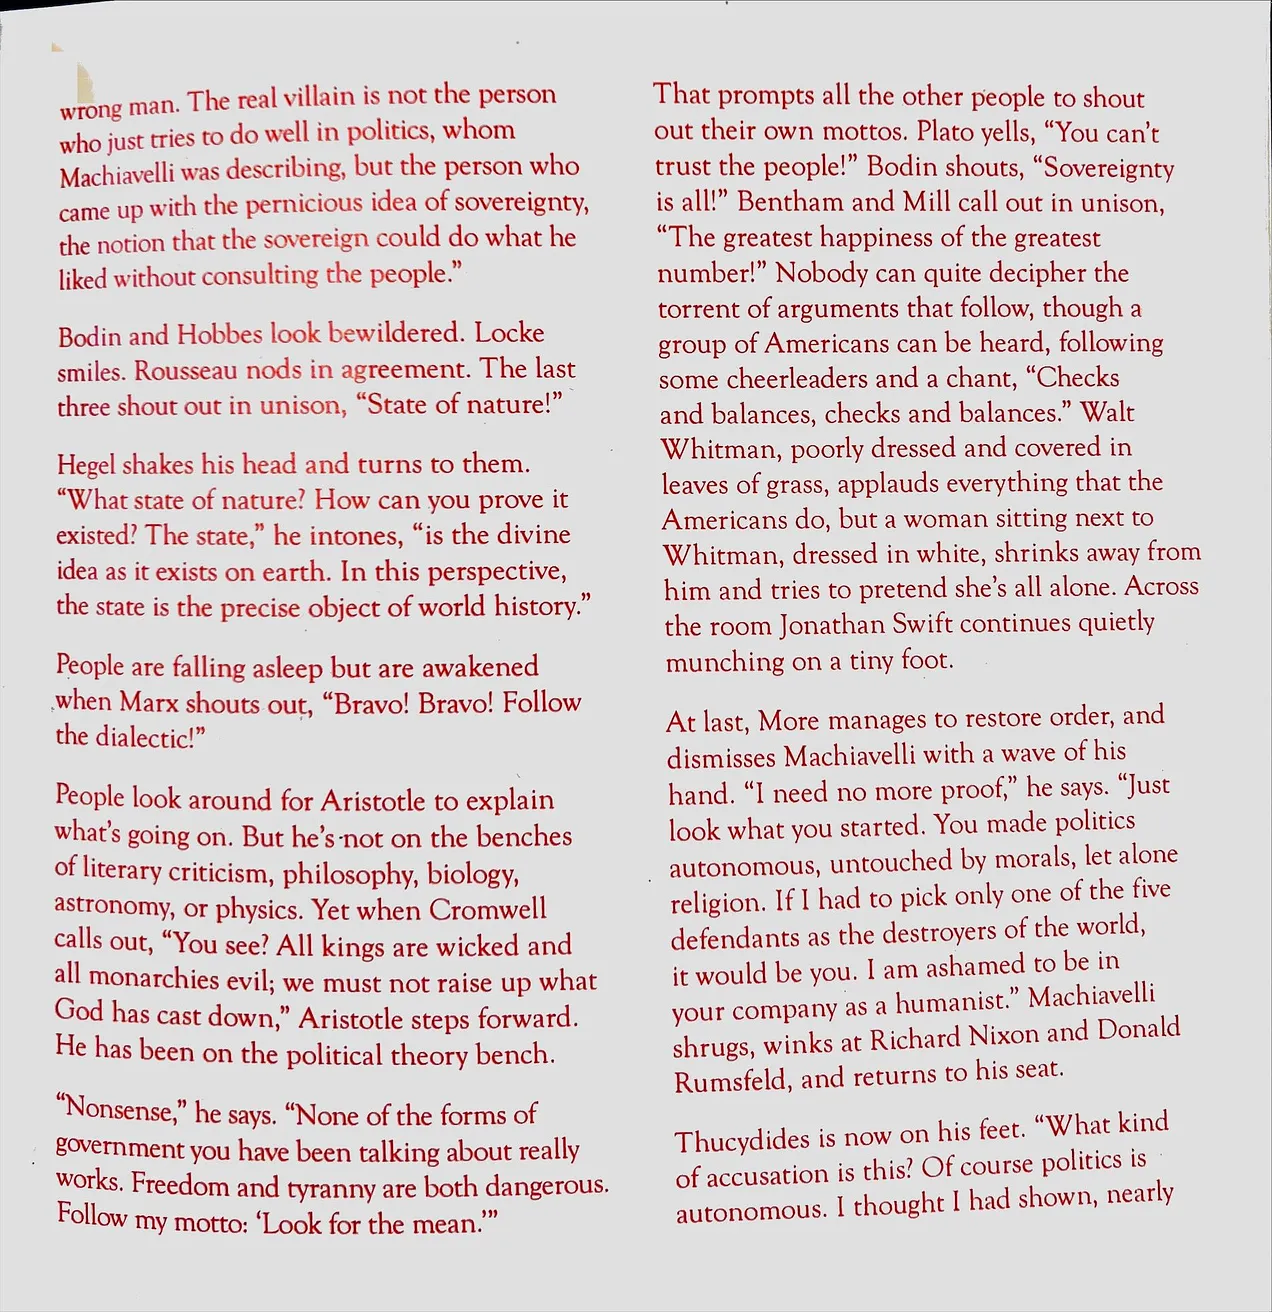 wrong man. The real villain is not the person
who just tries to do well in politics, whom
Machiavelli was describing, but the person who
came up with the pernicious idea of sovereignty,
the notion that the sovereign could do what he
liked without consulting the people.”
Bodin and Hobbes look bewildered. Locke
smiles. Rousseau nods in agreement. The last
three shout out in unison, “State of nature!”
Hegel shakes his head and turns to them.
“What state of nature? How can you prove it
existed? The state,” he intones, “is the divine
idea as it exists on earth. In this perspective,
the state is the precise object of world history.”
People are falling asleep but are awakened
when Marx shouts out, “Bravo! Bravo! Follow
the dialectic!”
People look around for Aristotle to explain
what’s going on. But he’s not on the benches
of literary criticism, philosophy, biology,
astronomy, or physics. Yet when Cromwell
calls out, “You see? All kings are wicked and
all monarchies evil; we must not raise up what
God has cast down,” Aristotle steps forward.
He has been on the political theory bench.
“Nonsense,” he says. “None of the forms of
government you have been talking about really
works. Freedom and tyranny are both dangerous.
Follow my motto: ‘Look for the mean.’”
That prompts all the other people to shout
out their own mottos. Plato yells, “You can’t
trust the people!” Bodin shouts, “Sovereignty
is all!” Bentham and Mill call out in unison,
“The greatest happiness of the greatest
number!” Nobody can quite decipher the
torrent of arguments that follow, though a
group of Americans can be heard, following
some cheerleaders and a chant, “Checks
and balances, checks and balances.” Walt
Whitman, poorly dressed and covered in
leaves of grass, applauds everything that the
Americans do, but a woman sitting next to
Whitman, dressed in white, shrinks away from
him and tries to pretend she’s all alone. Across
the room Jonathan Swift continues quietly
munching on a tiny foot.
At last, More manages to restore order, and
dismisses Machiavelli with a wave of his
hand. “I need no more proof,” he says. “Just
look what you started. You made politics
autonomous, untouched by morals, let alone
religion. If I had to pick only one of the five
defendants as the destroyers of the world,
it would be you. I am ashamed to be in
your company as a humanist.” Machiavelli
shrugs, winks at Richard Nixon and Donald
Rumsfeld, and returns to his seat.
Thucydides is now on his feet. “What kind
of accusation is this? Of course politics is
autonomous. I thought I had shown, nearly